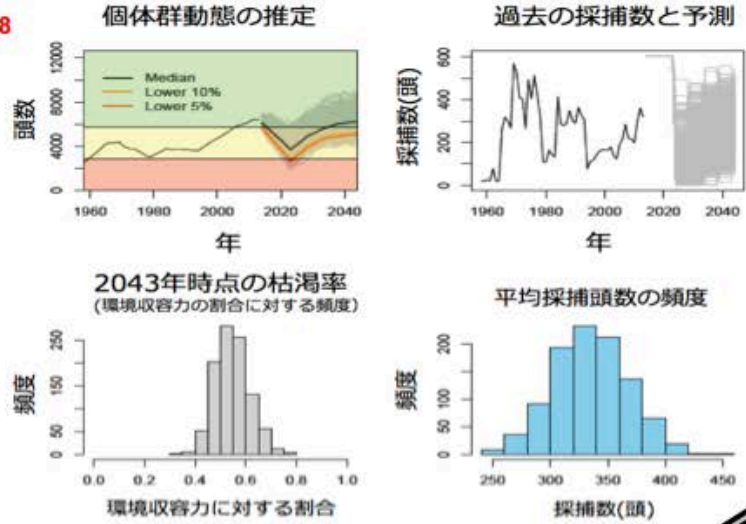 8
個体群動態の推定
過去の採捕数と予測
頭数
12000
8000
4000
0
Median
Lower 10%
Lower 5%
1960 1980 2000 2020 2040
年
採捕数(頭)
600
400
200
0
1960 1980 2000 2020 2040
年
2043年時点の枯渇率
(環境収容力の割合に対する頻度)
頻度
250
150
50
0
0.0 0.2 0.4 0.6 0.8 1.0
環境収容力に対する割合
平均採捕頭数の頻度
頻度
200
100
50
0
250 300 350 400 450
採捕数(頭)